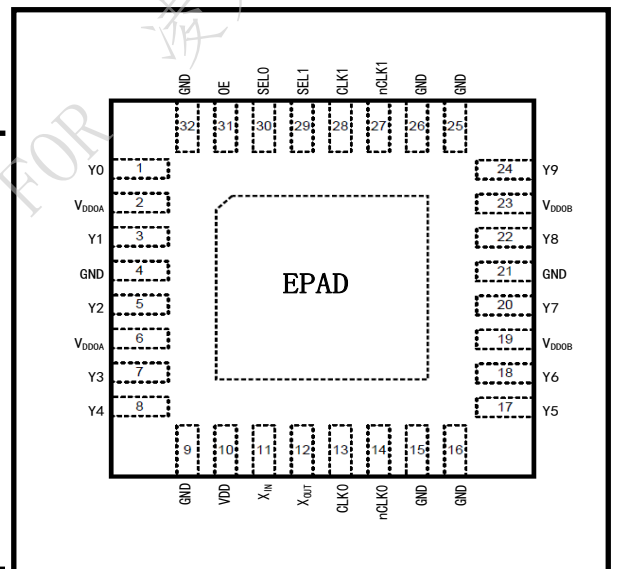 凌
FOR
GND OE SEL0 SEL1 CLK1 nCLK1 GND GND
32 31 30 29 28 27 26 25
Y0 1 24 Y9
VDDOA 2 23 VDDOB
Y1 3 22 Y8
GND 4 21 GND
EPAD
Y2 5 20 Y7
VDDOA 6 19 VDDOB
Y3 7 18 Y6
Y4 8 17 Y5
9 10 11 12 13 14 15 16
GND VDD XIN XOUT CLK0 nCLK0 GND GND